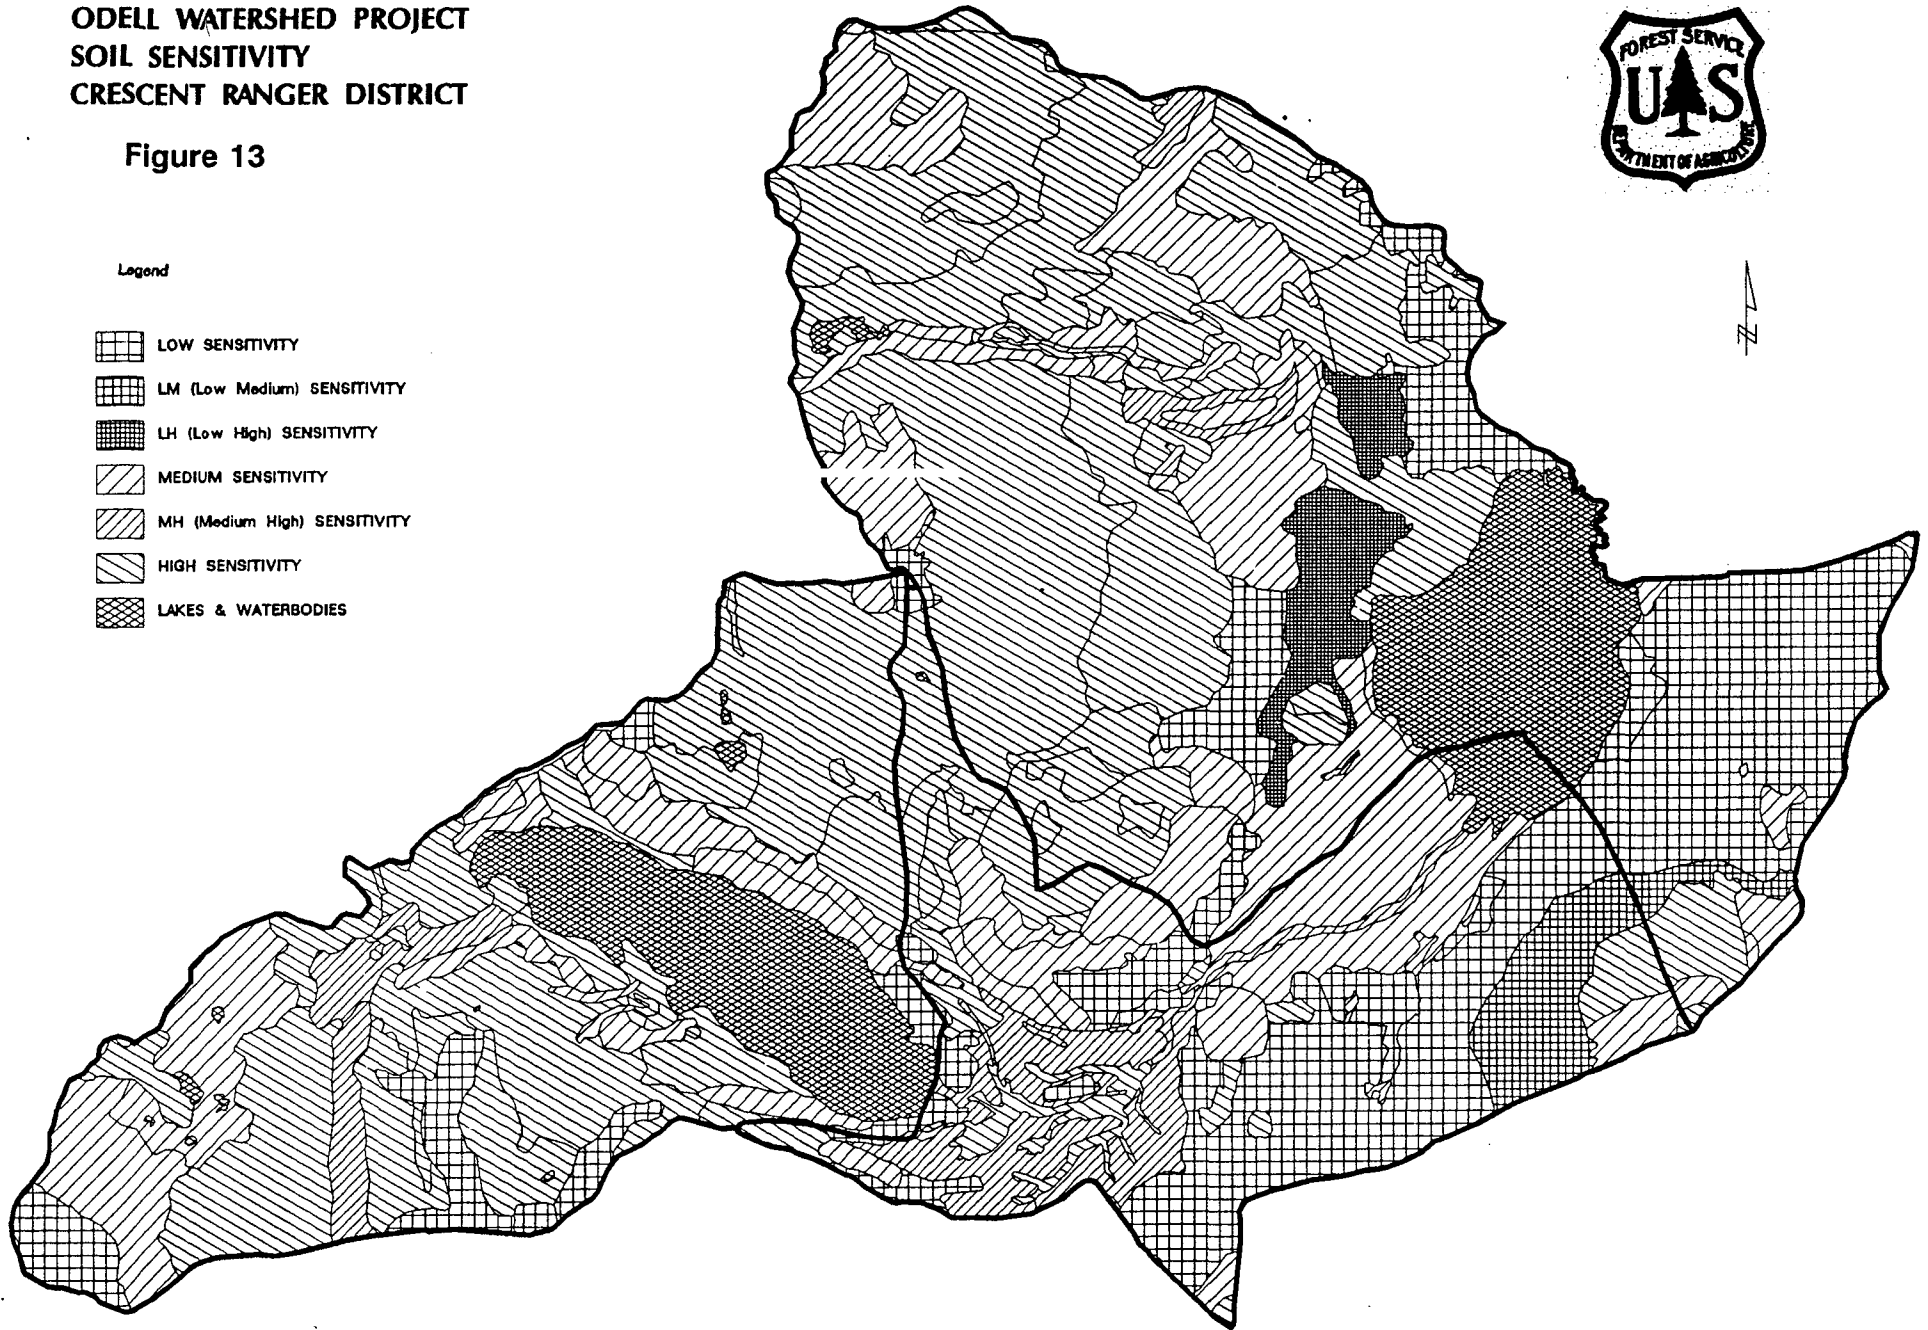 ODELL WATERSHED PROJECT
SOIL SENSITIVITY
CRESCENT RANGER DISTRICT
Figure 13
Legend
LOW SENSITIVITY
LM (Low Medium) SENSITIVITY
LH (Low High) SENSITIVITY
MEDIUM SENSITIVITY
MH (Medium High) SENSITIVITY
HIGH SENSITIVITY
LAKES & WATERBODIES
FOREST SERVICE
U S
DEPARTMENT OF AGRICULTURE
N